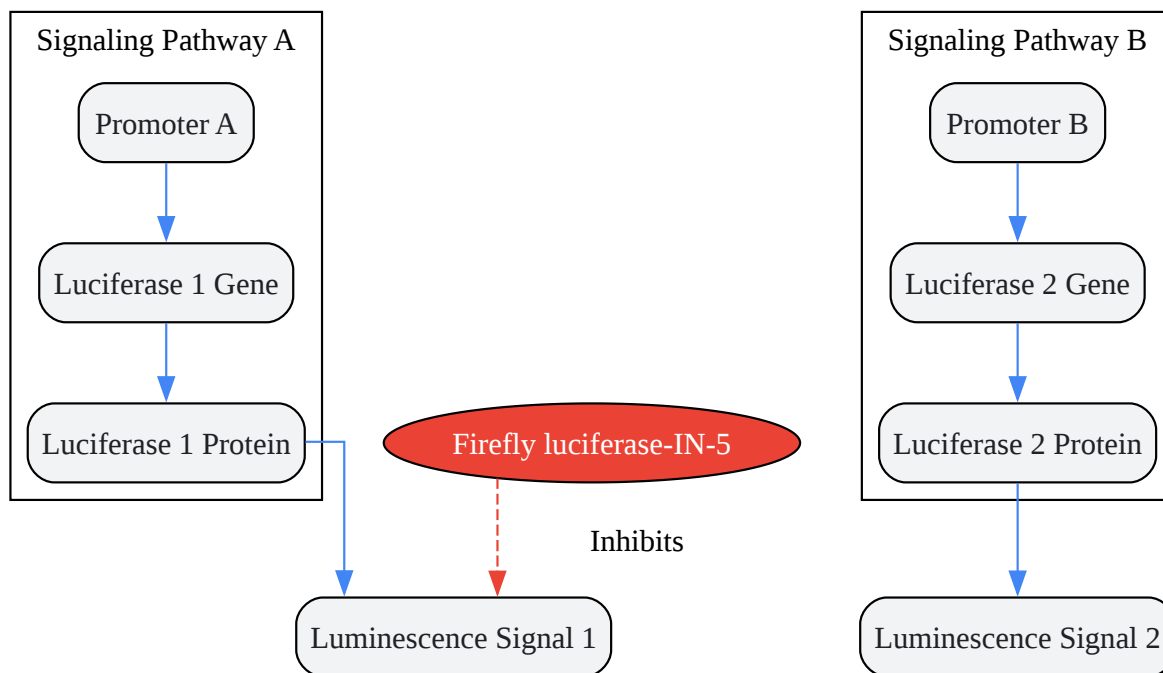 Signaling Pathway A
Promoter A
Luciferase 1 Gene
Luciferase 1 Protein
Firefly luciferase-IN-5
Inhibits
Luminescence Signal 1
Signaling Pathway B
Promoter B
Luciferase 2 Gene
Luciferase 2 Protein
Luminescence Signal 2